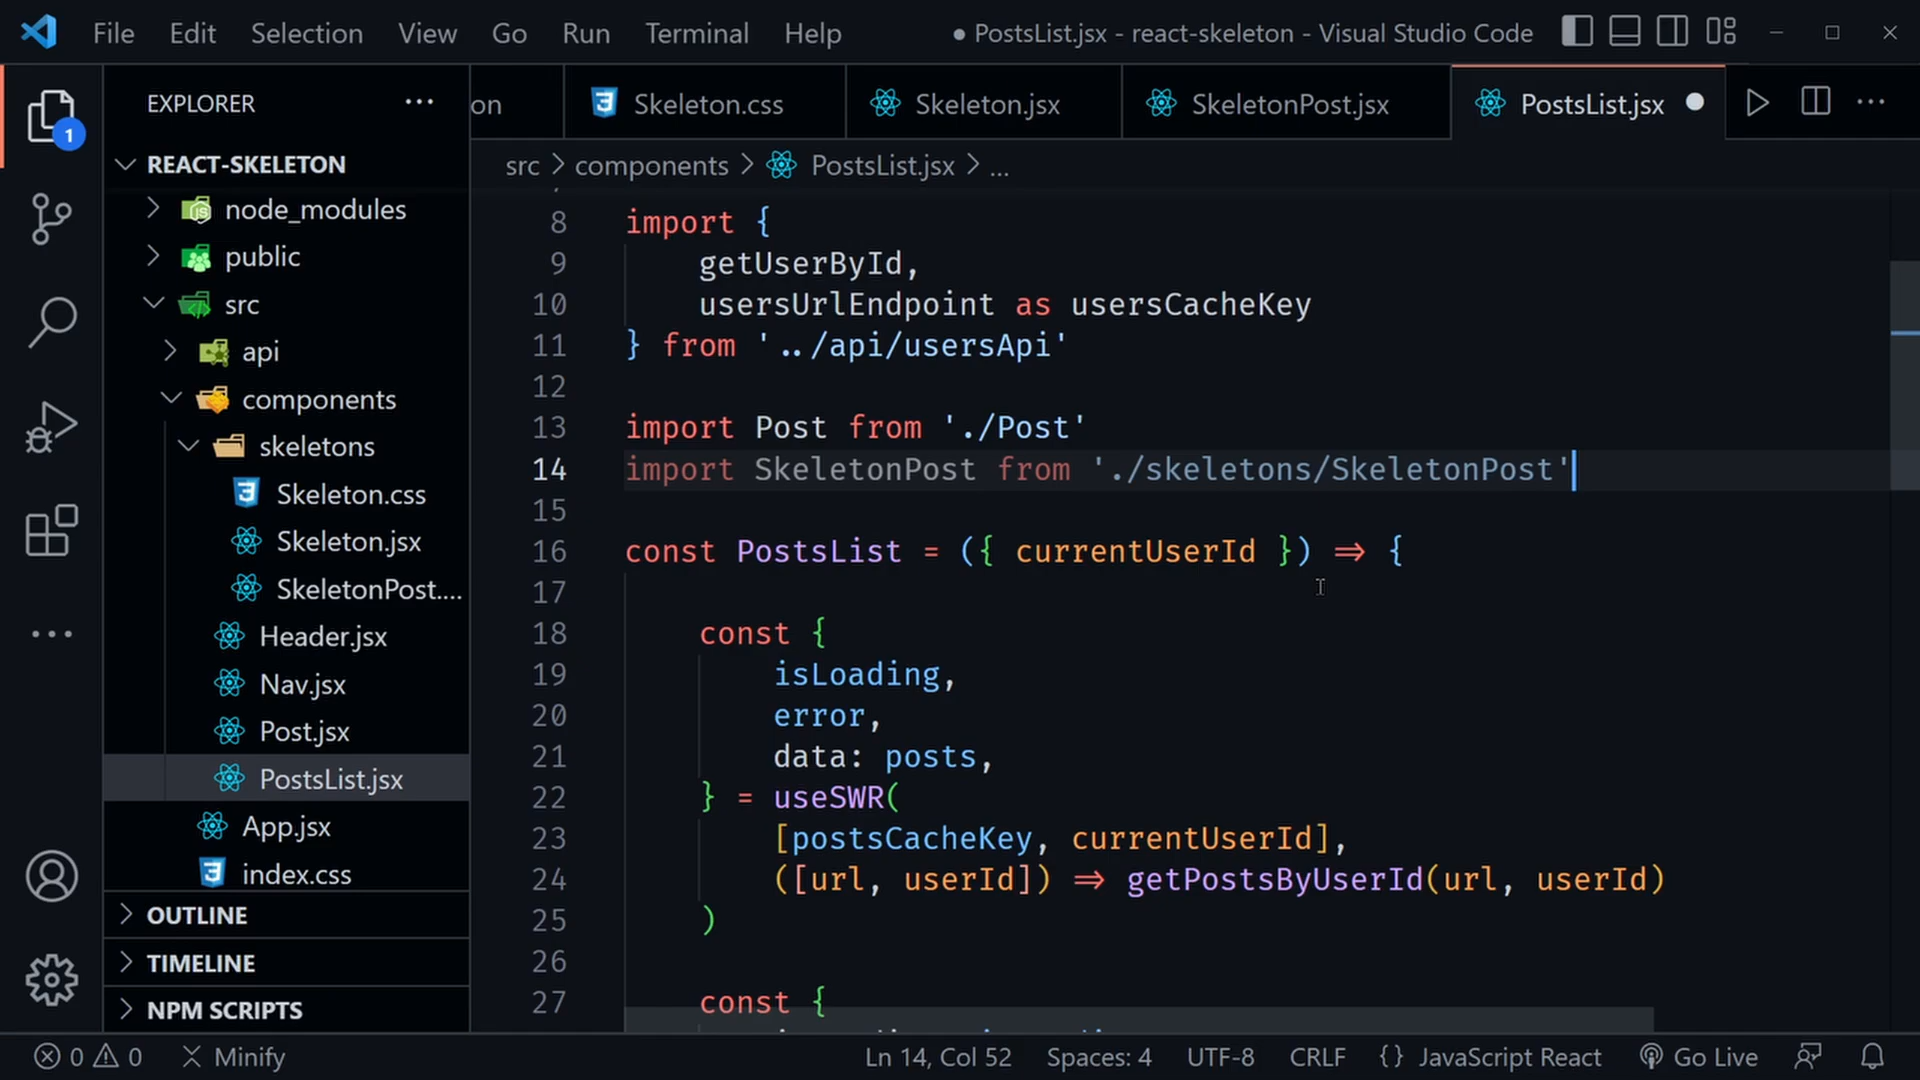 File Edit Selection View Go Run Terminal Help
● PostsList.jsx - react-skeleton - Visual Studio Code
EXPLORER
on
Skeleton.css
Skeleton.jsx
SkeletonPost.jsx
PostsList.jsx
1
REACT-SKELETON
node_modules
public
src
api
components
skeletons
Skeleton.css
Skeleton.jsx
SkeletonPost....
Header.jsx
Nav.jsx
Post.jsx
PostsList.jsx
App.jsx
index.css
OUTLINE
TIMELINE
NPM SCRIPTS
src > components > PostsList.jsx > ...
8 import {
9 getUserById,
10 usersUrlEndpoint as usersCacheKey
11 } from '../api/usersApi'
12
13 import Post from './Post'
14 import SkeletonPost from './skeletons/SkeletonPost'
15
16 const PostsList = ({ currentUserId }) => {
17
18 const {
19 isLoading,
20 error,
21 data: posts,
22 } = useSWR(
23 [postsCacheKey, currentUserId],
24 ([url, userId]) => getPostsByUserId(url, userId)
25 )
26
27 const {
0 0 Minify
Ln 14, Col 52 Spaces: 4 UTF-8 CRLF {} JavaScript React Go Live